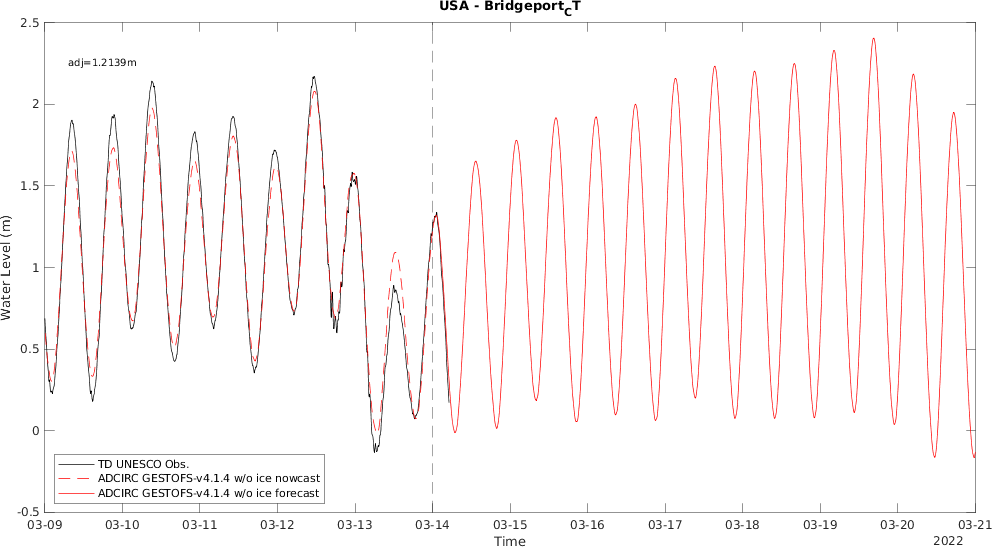 USA - Bridgeport_CT
2.5
adj=1.2139m
2
1.5
1
0.5
0
-0.5
Water Level (m)
TD UNESCO Obs.
ADCIRC GESTOFS-v4.1.4 w/o ice nowcast
ADCIRC GESTOFS-v4.1.4 w/o ice forecast
03-09 03-10 03-11 03-12 03-13 03-14 03-15 03-16 03-17 03-18 03-19 03-20 03-21
Time
2022